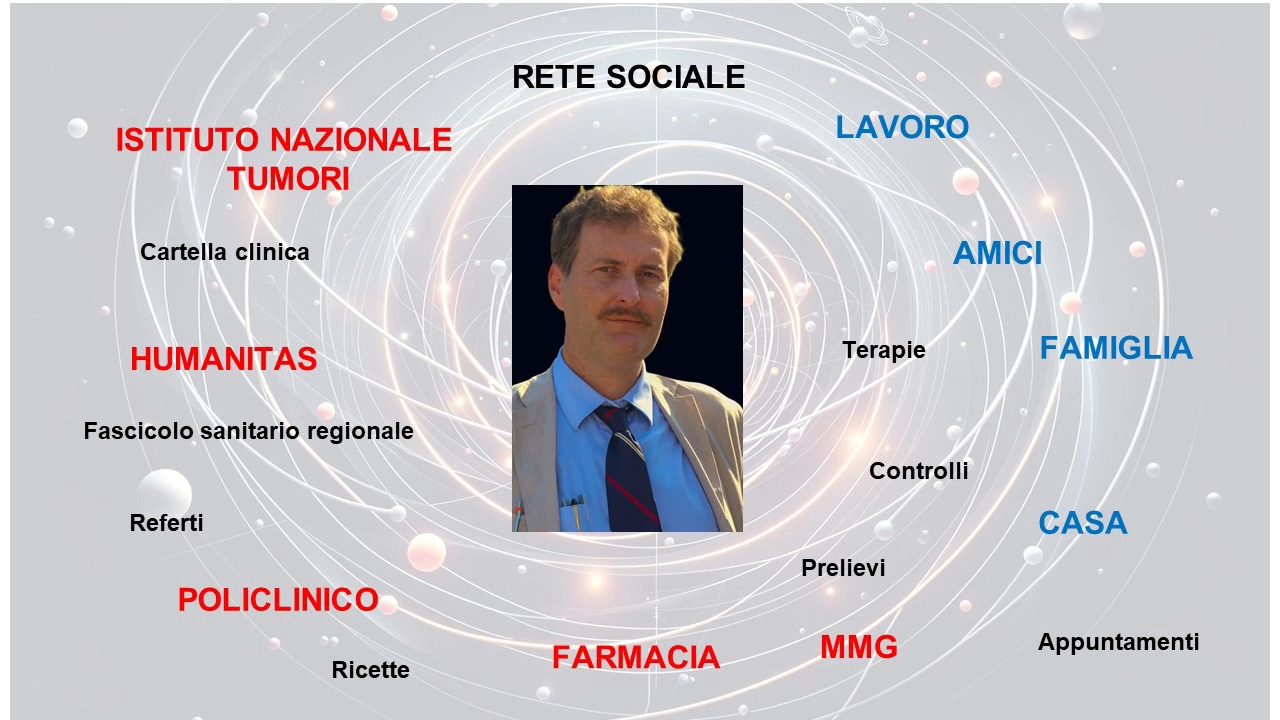 RETE SOCIALE
LAVORO
ISTITUTO NAZIONALE
TUMORI
Cartella clinica
AMICI
Terapie
FAMIGLIA
HUMANITAS
Fascicolo sanitario regionale
Controlli
Referti
CASA
Prelievi
POLICLINICO
Appuntamenti
MMG
FARMACIA
Ricette